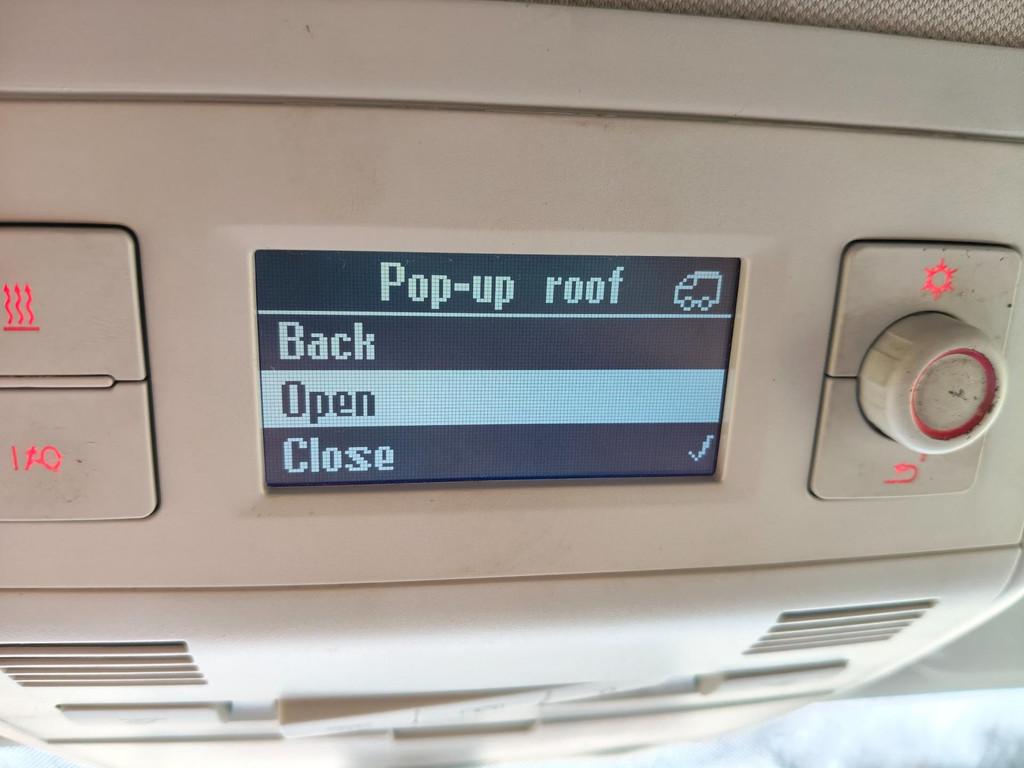 Pop-up roof
Back
Open
Close